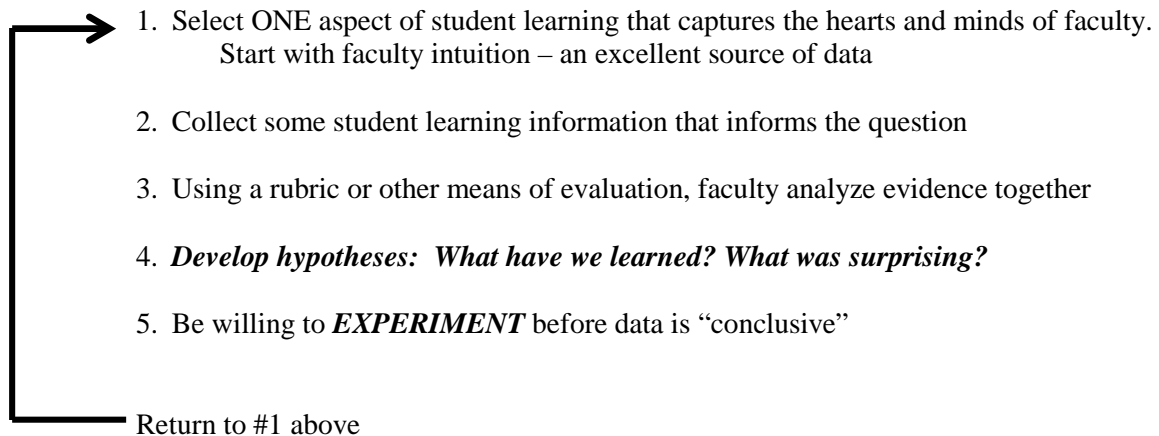 1. Select ONE aspect of student learning that captures the hearts and minds of faculty.
Start with faculty intuition – an excellent source of data
2. Collect some student learning information that informs the question
3. Using a rubric or other means of evaluation, faculty analyze evidence together
4. Develop hypotheses: What have we learned? What was surprising?
5. Be willing to EXPERIMENT before data is “conclusive”
Return to #1 above